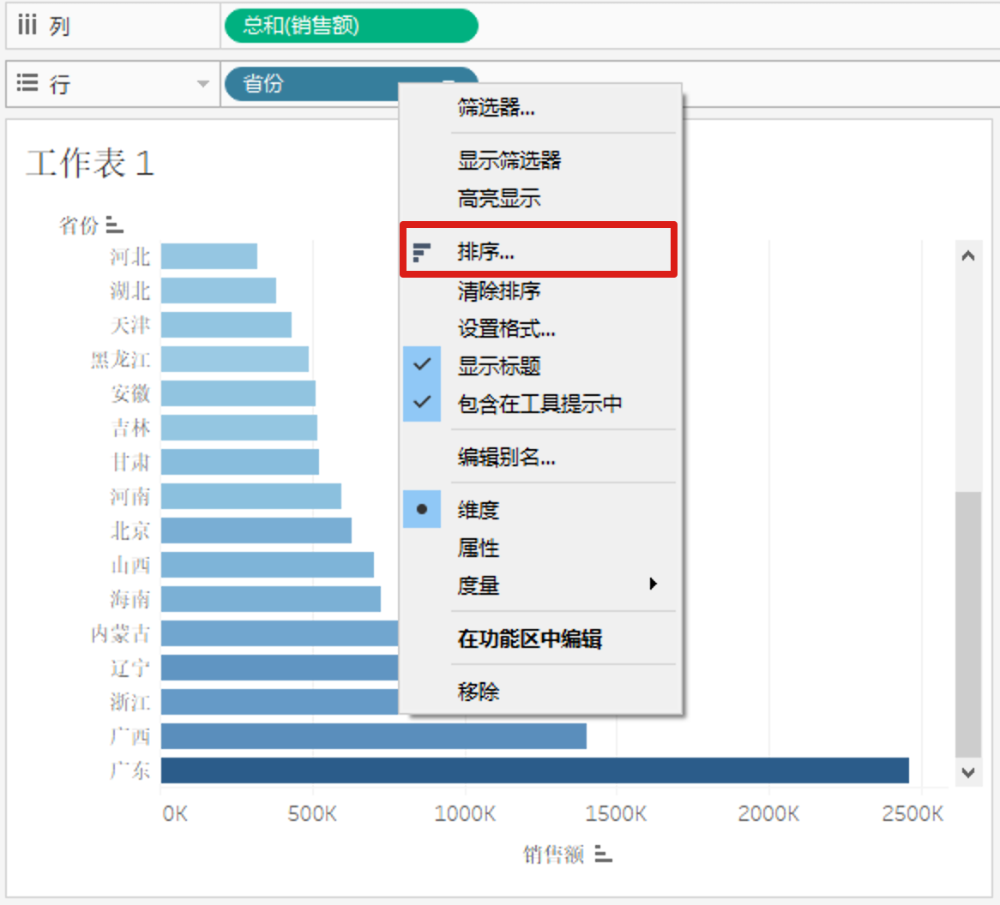 列
总和(销售额)
行
省份
筛选器...
显示筛选器
高亮显示
排序...
清除排序
设置格式...
显示标题
包含在工具提示中
编辑别名...
维度
属性
度量
在功能区中编辑
移除
工作表 1
省份
河北
湖北
天津
黑龙江
安徽
吉林
甘肃
河南
北京
山西
海南
内蒙古
辽宁
浙江
广西
广东
0K 500K 1000K 1500K 2000K 2500K
销售额